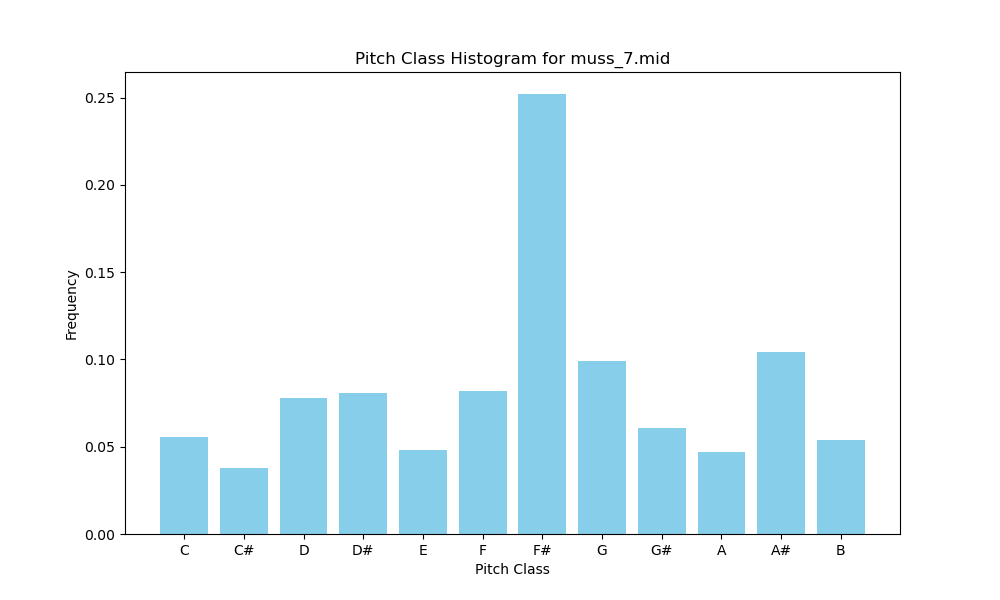 Pitch Class Histogram for muss_7.mid
Frequency
0.25
0.20
0.15
0.10
0.05
0.00
C C# D D# E F F# G G# A A# B
Pitch Class